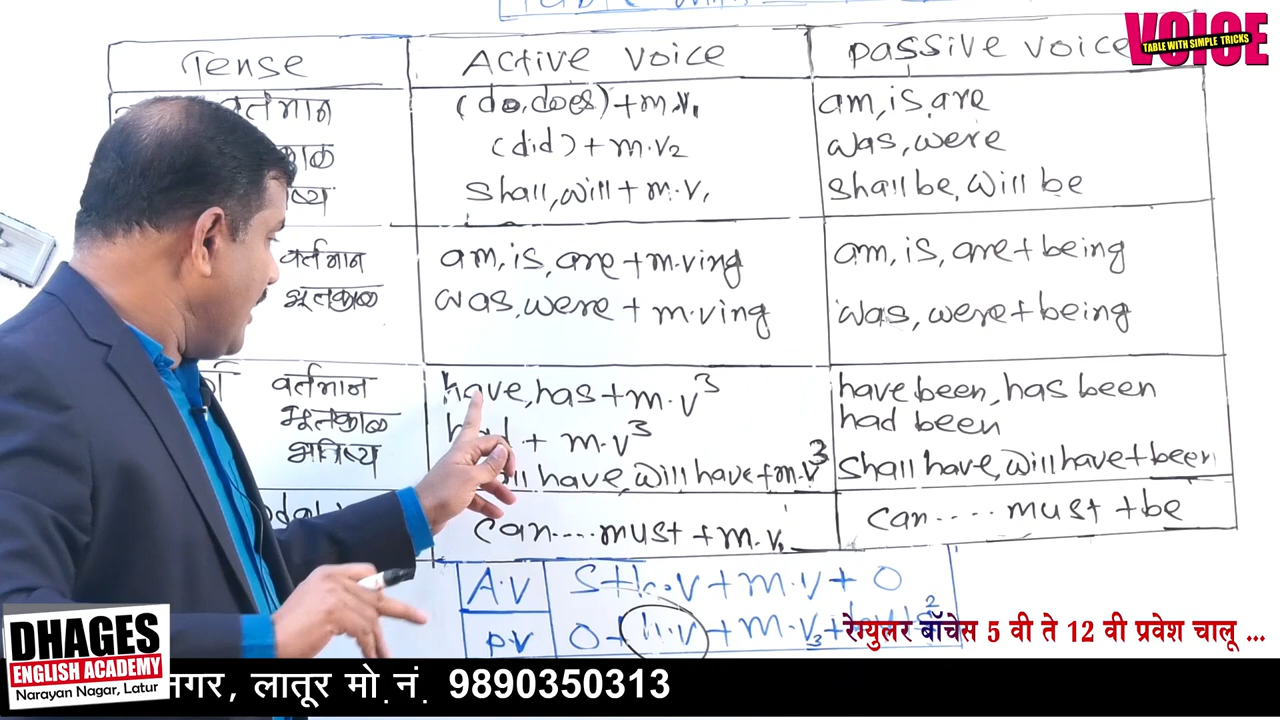 VOICE
TABLE WITH SIMPLE TRICKS
Tense Active voice passive voice
वर्तमान (do, does) + m.v₁ am, is, are
(did) + m.v₂ was, were
shall, will + m.v₁ shall be, will be
वर्तमान am, is, are + m.ving am, is, are + being
भूतकाळ was, were + m.ving was, were + being
वर्तमान have, has + m.v³ have been, has been
भूतकाळ + m.v³ had been
भविष्य have, will have + m.v³ shall have, will have + been
can.... must + m.v₁ can..... must + be
A.V S + h.v + m.v + O
p.v O + h.v + m.v₃ +
रेग्युलर बॅचेस 5 वी ते 12 वी प्रवेश चालू ...
DHAGES
ENGLISH ACADEMY
Narayan Nagar, Latur
नगर, लातूर मो.नं. 9890350313